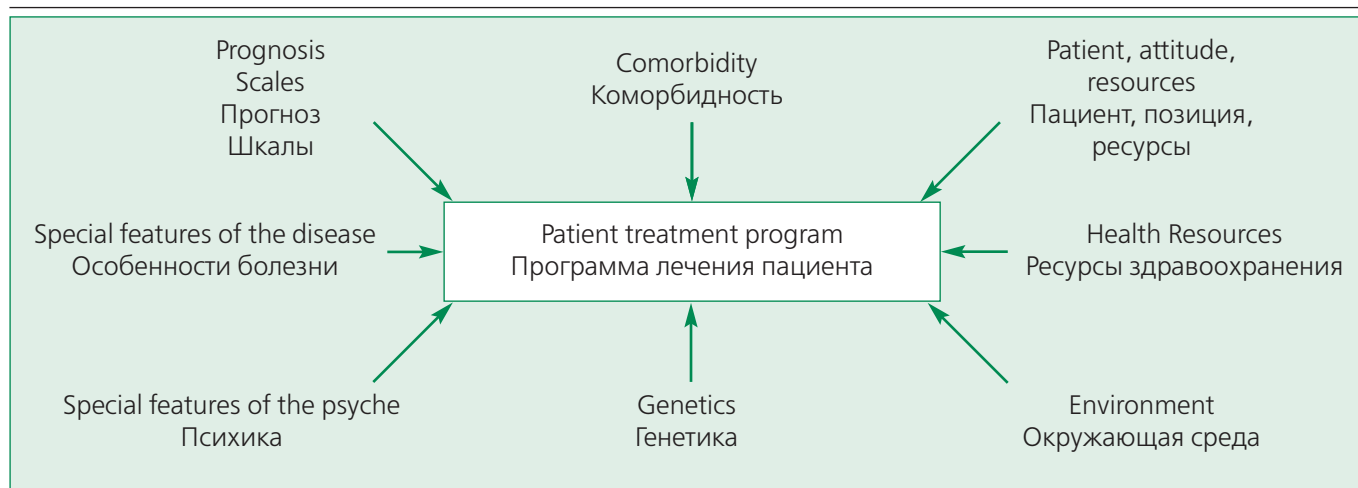 Prognosis
Scales
Прогноз
Шкалы
Comorbidity
Коморбидность
Patient, attitude,
resources
Пациент, позиция,
ресурсы
Special features of the disease
Особенности болезни
Patient treatment program
Программа лечения пациента
Health Resources
Ресурсы здравоохранения
Special features of the psyche
Психика
Genetics
Генетика
Environment
Окружающая среда